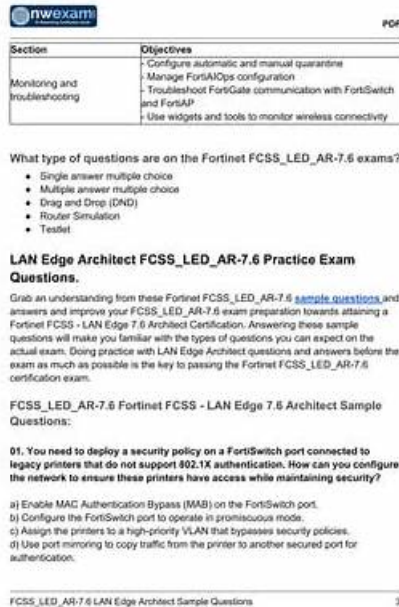 nwexam
PDF
Section Objectives
- Configure automatic and manual quarantine
- Manage FortiAIOps configuration
Monitoring and
troubleshooting
- Troubleshoot FortiGate communication with FortiSwitch
and FortiAP
- Use widgets and tools to monitor wireless connectivity
What type of questions are on the Fortinet FCSS_LED_AR-7.6 exams?
● Single answer multiple choice
● Multiple answer multiple choice
● Drag and Drop (DND)
● Router Simulation
● Testlet
LAN Edge Architect FCSS_LED_AR-7.6 Practice Exam
Questions.
Grab an understanding from these Fortinet FCSS_LED_AR-7.6 sample questions and
answers and improve your FCSS_LED_AR-7.6 exam preparation towards attaining a
Fortinet FCSS - LAN Edge 7.6 Architect Certification. Answering these sample
questions will make you familiar with the types of questions you can expect on the
actual exam. Doing practice with LAN Edge Architect questions and answers before the
exam as much as possible is the key to passing the Fortinet FCSS_LED_AR-7.6
certification exam.
FCSS_LED_AR-7.6 Fortinet FCSS - LAN Edge 7.6 Architect Sample
Questions:
01. You need to deploy a security policy on a FortiSwitch port connected to
legacy printers that do not support 802.1X authentication. How can you configure
the network to ensure these printers have access while maintaining security?
a) Enable MAC Authentication Bypass (MAB) on the FortiSwitch port.
b) Configure the FortiSwitch port to operate in promiscuous mode.
c) Assign the printers to a high-priority VLAN that bypasses security policies.
d) Use port mirroring to copy traffic from the printer to another secured port for
authentication.
FCSS_LED_AR-7.6 LAN Edge Architect Sample Questions